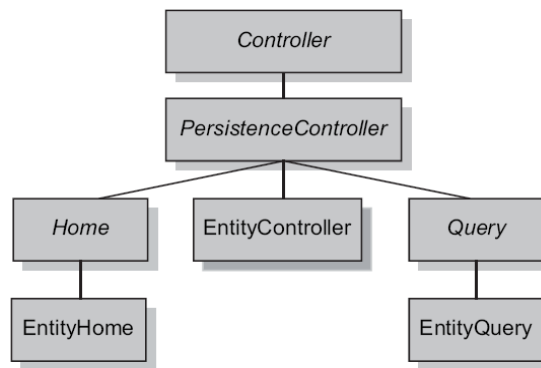 Controller
PersistenceController
Home
EntityController
Query
EntityHome
EntityQuery